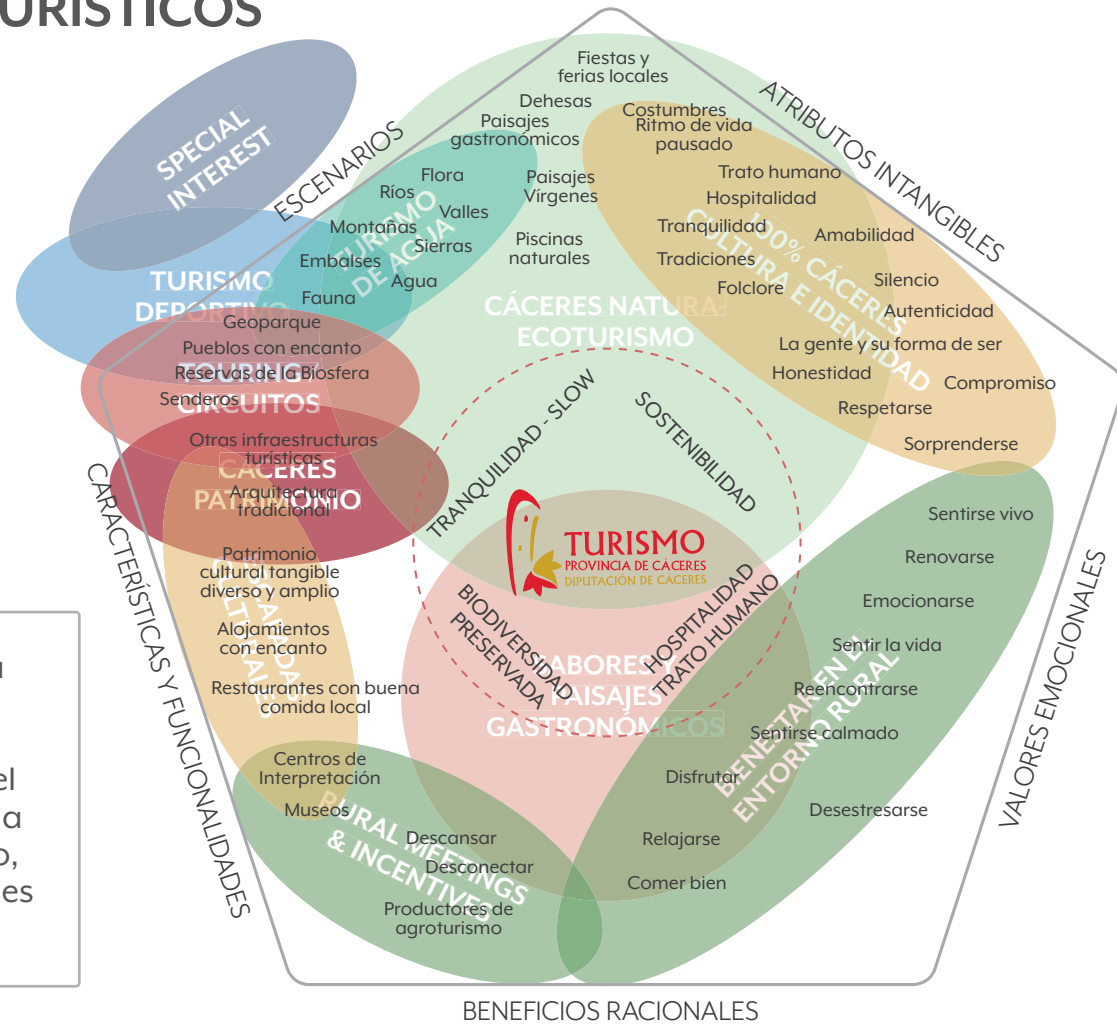 URÍSTICOS
SPECIAL
INTEREST
ESCENARIOS
ATRIBUTOS INTANGIBLES
Fiestas y
ferias locales
Dehesas
Paisajes
gastronómicos
Costumbres
Ritmo de vida
pausado
Flora
Ríos
Valles
Montañas
Sierras
Embalses
Agua
Fauna
TURISMO
DE AGUA
Paisajes
Vírgenes
Piscinas
naturales
Trato humano
Hospitalidad
Tranquilidad
Amabilidad
Tradiciones
Folclore
Silencio
Autenticidad
La gente y su forma de ser
Honestidad
Compromiso
Respetarse
Sorprenderse
100% CÁCERES
CULTURA E IDENTIDAD
TURISMO
DEPORTIVO
CÁCERES NATURA-
ECOTURISMO
Geoparque
Pueblos con encanto
Reservas de la Biosfera
Senderos
TOURING /
CIRCUITOS
Otras infraestructuras
turísticas
CÁCERES
PATRIMONIO
Arquitectura
tradicional
TRANQUILIDAD - SLOW
SOSTENIBILIDAD
TURISMO
PROVINCIA DE CÁCERES
DIPUTACIÓN DE CÁCERES
BIODIVERSIDAD
PRESERVADA
HOSPITALIDAD
TRATO HUMANO
CARACTERÍSTICAS Y FUNCIONALIDADES
Patrimonio
cultural tangible
diverso y amplio
Alojamientos
con encanto
Restaurantes con buena
comida local
ESCAPADAS
CULTURALES
SABORES Y
PAISAJES
GASTRONÓMICOS
Sentirse vivo
Renovarse
Emocionarse
Sentir la vida
Reencontrarse
Sentirse calmado
Disfrutar
Desestresarse
Relajarse
Comer bien
BIENESTAR EN EL
ENTORNO RURAL
VALORES EMOCIONALES
Centros de
Interpretación
Museos
Descansar
Desconectar
Productores de
agroturismo
RURAL MEETINGS
& INCENTIVES
BENEFICIOS RACIONALES
a
el
a
o,
es